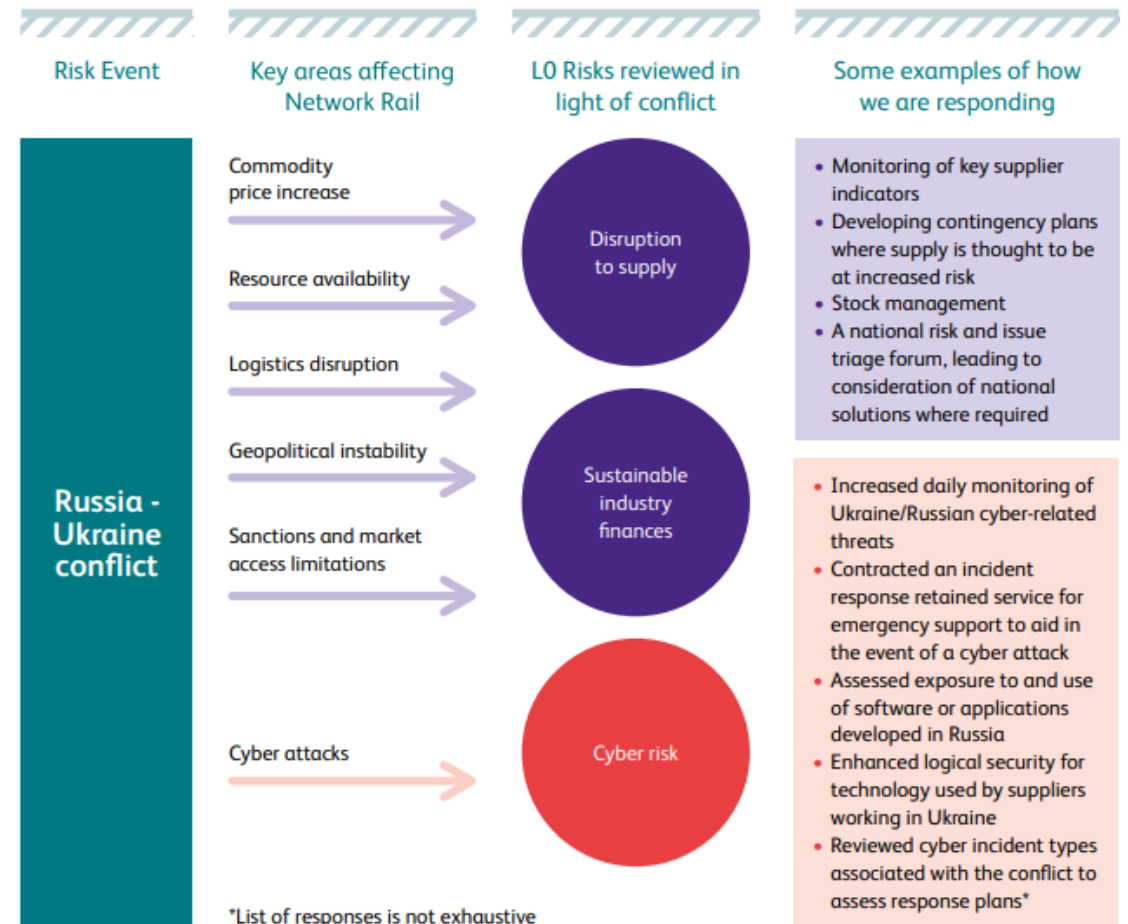 Risk Event
Key areas affecting
Network Rail
L0 Risks reviewed in
light of conflict
Some examples of how
we are responding
Russia -
Ukraine
conflict
Commodity
price increase
Resource availability
Logistics disruption
Geopolitical instability
Sanctions and market
access limitations
Cyber attacks
Disruption
to supply
Sustainable
industry
finances
Cyber risk
• Monitoring of key supplier
indicators
• Developing contingency plans
where supply is thought to be
at increased risk
• Stock management
• A national risk and issue
triage forum, leading to
consideration of national
solutions where required
• Increased daily monitoring of
Ukraine/Russian cyber-related
threats
• Contracted an incident
response retained service for
emergency support to aid in
the event of a cyber attack
• Assessed exposure to and use
of software or applications
developed in Russia
• Enhanced logical security for
technology used by suppliers
working in Ukraine
• Reviewed cyber incident types
associated with the conflict to
assess response plans*
*List of responses is not exhaustive